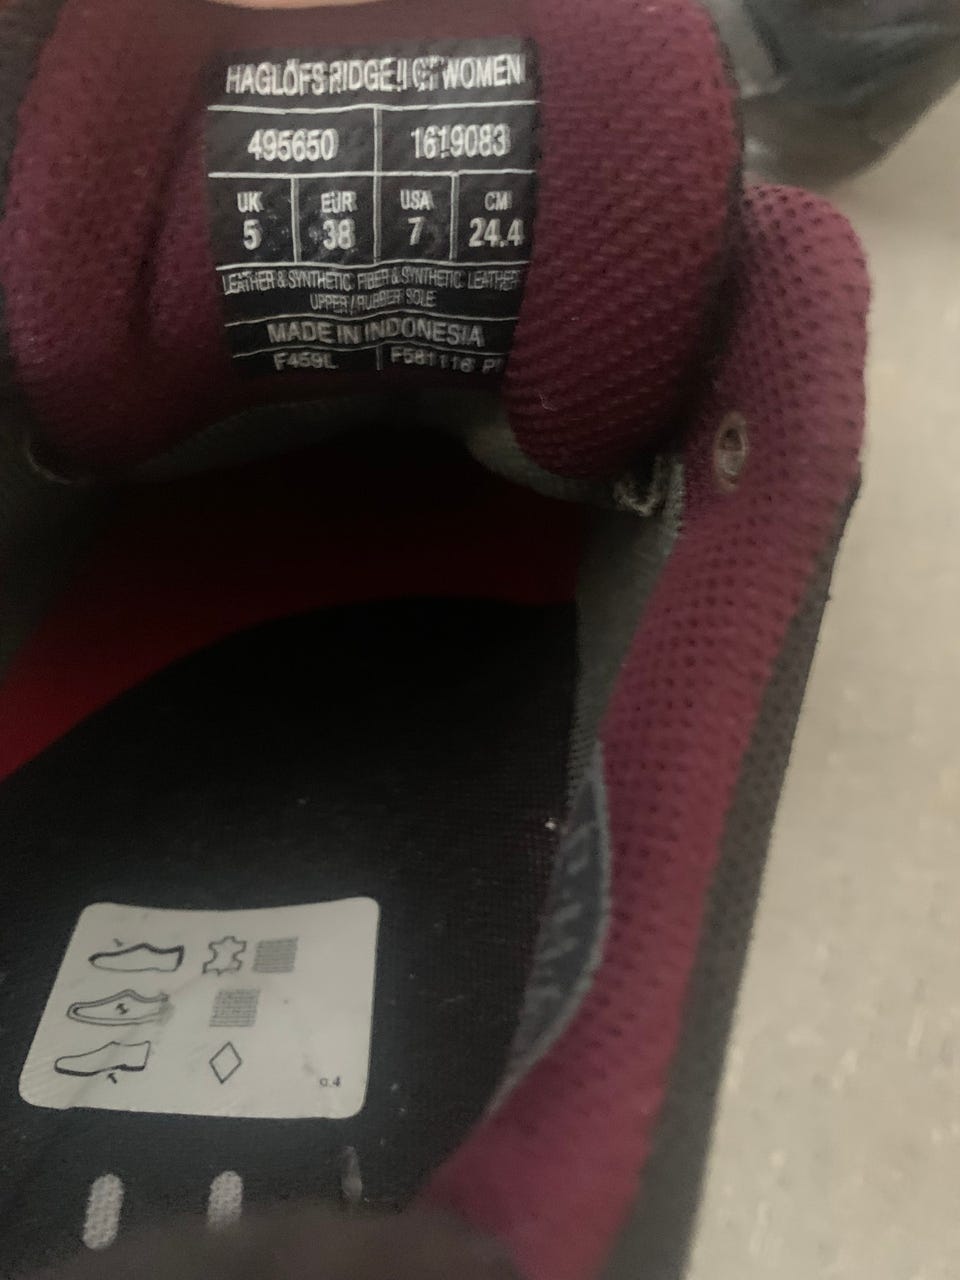 HAGLÖFS RIDGE II GT WOMEN
495650 1619083
UK EUR USA CM
5 38 7 24.4
LEATHER & SYNTHETIC FIBER & SYNTHETIC LEATHER
UPPER / RUBBER SOLE
MADE IN INDONESIA
F459L F581116